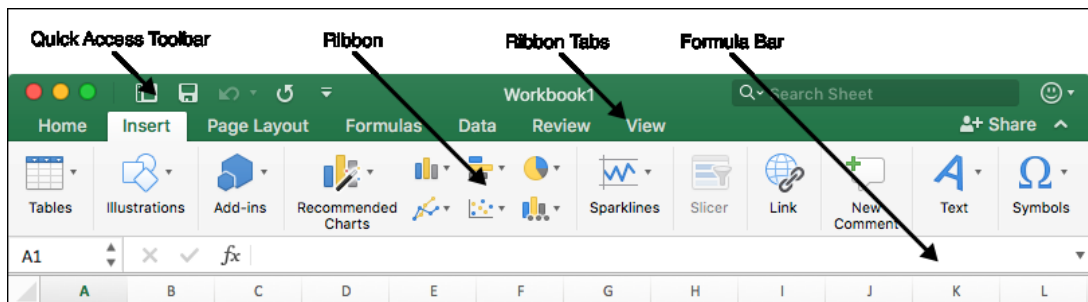 Quick Access Toolbar Ribbon Ribbon Tabs Formula Bar
Workbook1 Search Sheet
Home Insert Page Layout Formulas Data Review View Share
Tables Illustrations Add-ins Recommended Charts Sparklines Slicer Link New Comment Text Symbols
A1 fx
A B C D E F G H I J K L